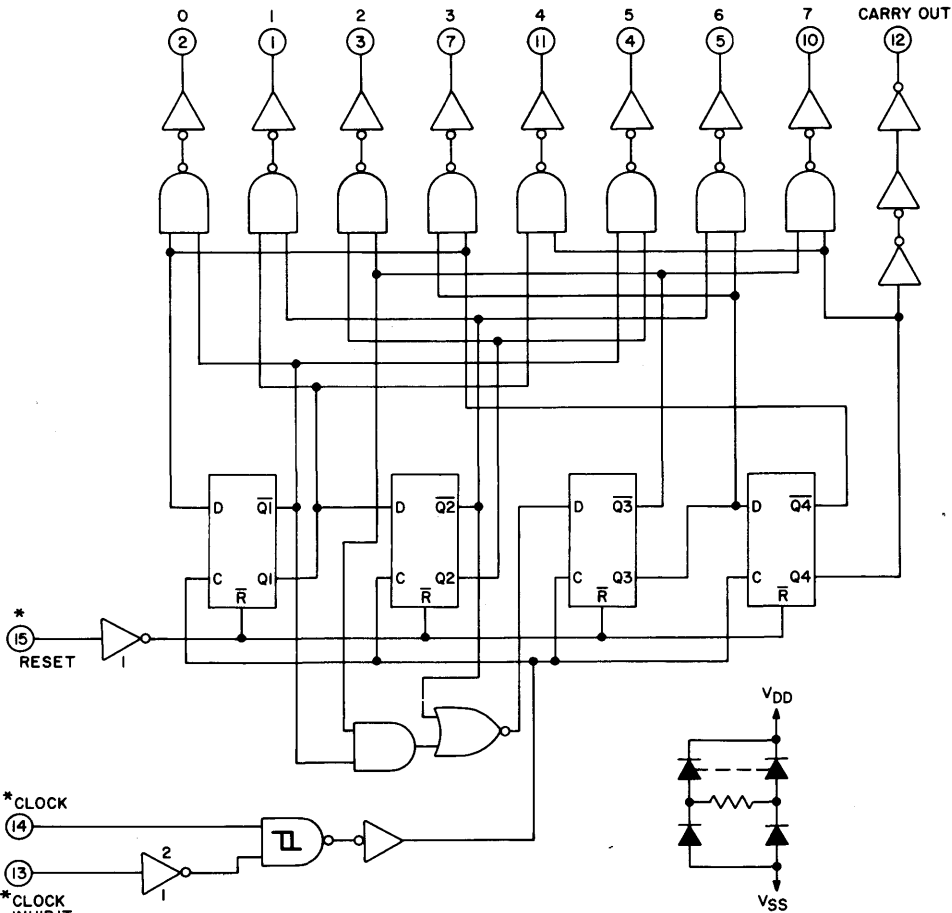 0 1 2 3 4 5 6 7 CARRY OUT
2 1 3 7 11 4 5 10 12
D Q1 D Q2 D Q3 D Q4
C Q1 C Q2 C Q3 C Q4
R R R R
*
15
RESET
1
VDD
*CLOCK
14
2
13
1
*CLOCK
VSS